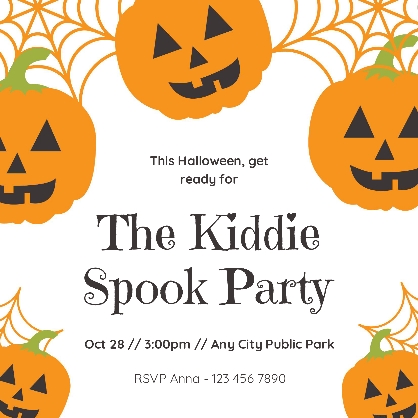 This Halloween, get
ready for
The Kiddie
Spook Party
Oct 28 // 3:00pm // Any City Public Park
RSVP Anna - 123 456 7890